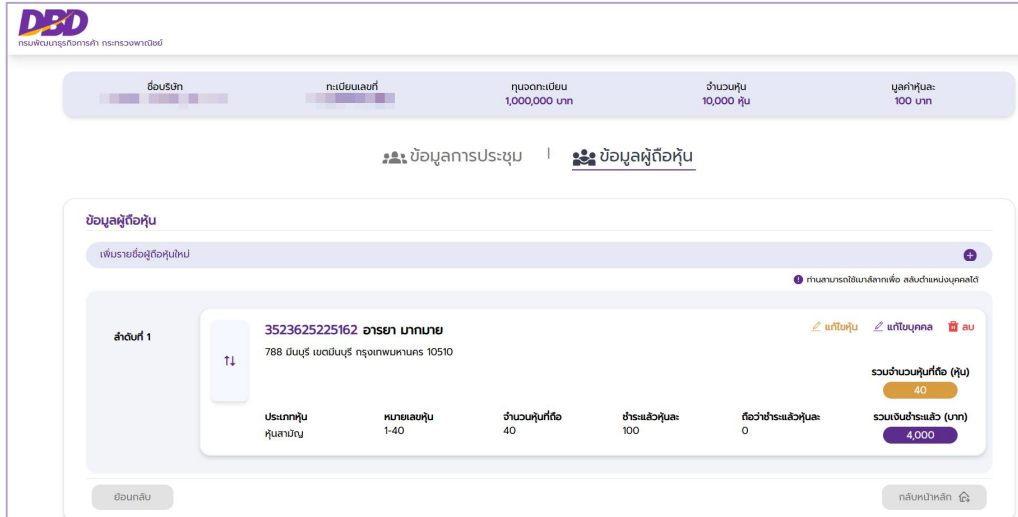 DBD
กรมพัฒนาธุรกิจการค้า กระทรวงพาณิชย์
ชื่อบริษัท ทะเบียนเลขที่ ทุนจดทะเบียน จำนวนหุ้น มูลค่าหุ้นละ
1,000,000 บาท 10,000 หุ้น 100 บาท
ข้อมูลการประชุม | ข้อมูลผู้ถือหุ้น
ข้อมูลผู้ถือหุ้น
เพิ่มรายชื่อผู้ถือหุ้นใหม่
ท่านสามารถใช้เมาส์ลากเพื่อ สลับตำแหน่งบุคคลได้
ลำดับที่ 1
3523625225162 อารยา มากมาย แก้ไขหุ้น แก้ไขบุคคล ลบ
788 มีนบุรี เขตมีนบุรี กรุงเทพมหานคร 10510
รวมจำนวนหุ้นที่ถือ (หุ้น)
40
ประเภทหุ้น หมายเลขหุ้น จำนวนหุ้นที่ถือ ชำระแล้วหุ้นละ ถือว่าชำระแล้วหุ้นละ รวมเงินชำระแล้ว (บาท)
หุ้นสามัญ 1-40 40 100 0 4,000
ย้อนกลับ กลับหน้าหลัก